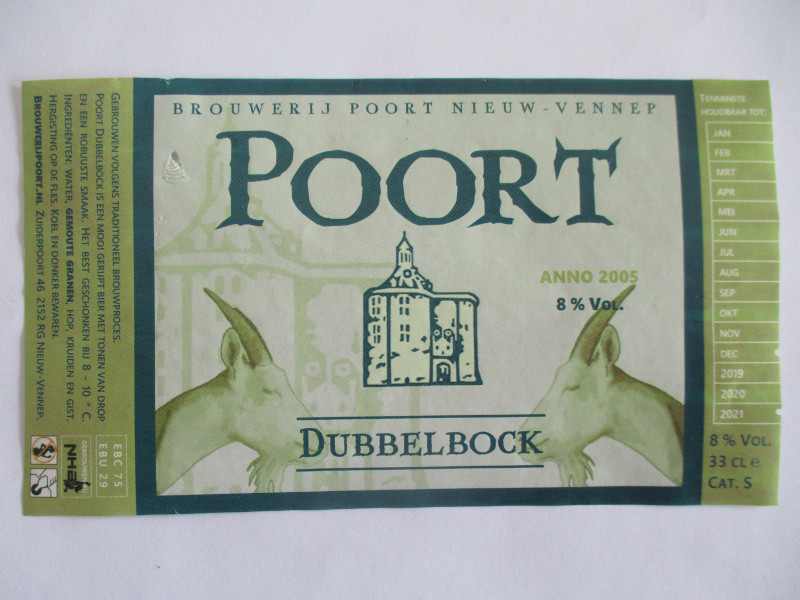 BROUWERIJ POORT NIEUW-VENNEP
POORT
ANNO 2005
8 % VOL.
DUBBELBOCK
GEBROUWEN VOLGENS TRADITIONEEL BROUWPROCES.
POORT DUBBELBOCK IS EEN MOOI GERIJPT BIER MET TONEN VAN DROP
EN EEN ROBUUSTE SMAAK. HET BEST GESCHONKEN BIJ 8 - 10 ° C.
INGREDIËNTEN: WATER, GEMOUTE GRANEN, HOP, KRUIDEN EN GIST.
HERGISTING OP DE FLES. KOEL EN DONKER BEWAREN.
BROUWERIJPOORT.NL ZUIDERPOORT 46 2152 RG NIEUW-VENNEP.
EBC 75
EBU 29
GEBROUWEN
NHB
TENMINSTE
HOUDBAAR TOT:
JAN
FEB
MRT
APR
MEI
JUN
JUL
AUG
SEP
OKT
NOV
DEC
2019
2020
2021
8 % VOL.
33 CL e
CAT. S